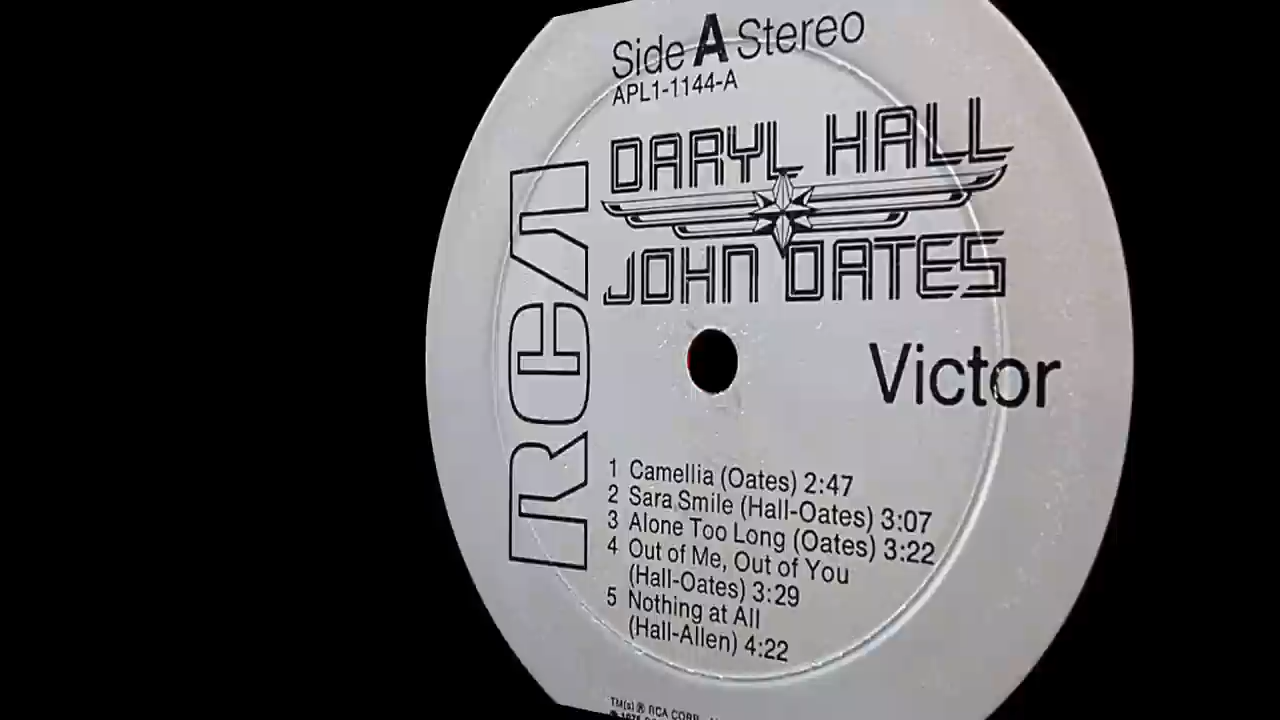 Side A Stereo
APL1-1144-A
DARYL HALL
JOHN OATES
RCA
Victor
1 Camellia (Oates) 2:47
2 Sara Smile (Hall-Oates) 3:07
3 Alone Too Long (Oates) 3:22
4 Out of Me, Out of You
(Hall-Oates) 3:29
5 Nothing at All
(Hall-Allen) 4:22
TM(s) ® RCA CORP.